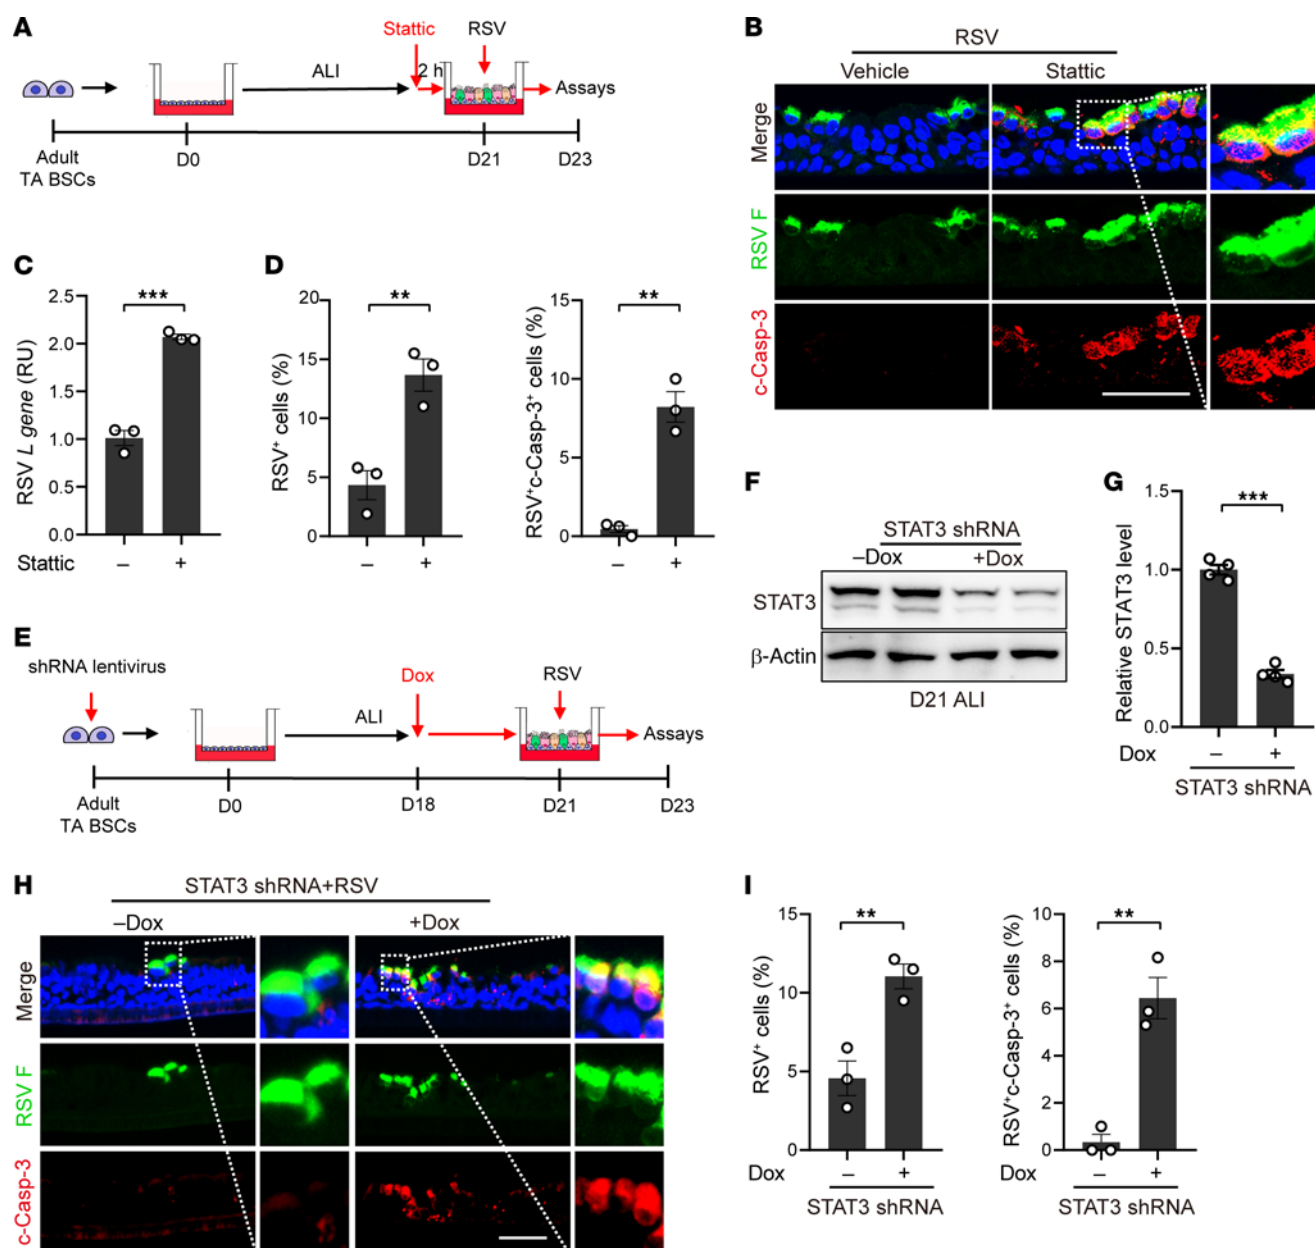 A
Stattic
RSV
ALI
2 h
Assays
Adult
TA BSCs
D0
D21
D23
B
RSV
Vehicle
Stattic
Merge
RSV F
c-Casp-3
C
RSV L gene (RU)
2.5
2.0
1.5
1.0
0.5
0.0
***
Stattic
–
+
D
RSV⁺ cells (%)
20
15
10
5
0
**
–
+
RSV⁺c-Casp-3⁺ cells (%)
15
10
5
0
**
–
+
E
shRNA lentivirus
Dox
RSV
ALI
Assays
Adult
TA BSCs
D0
D18
D21
D23
F
STAT3 shRNA
–Dox
+Dox
STAT3
β-Actin
D21 ALI
G
Relative STAT3 level
1.5
1.0
0.5
0.0
***
Dox
–
+
STAT3 shRNA
H
STAT3 shRNA+RSV
–Dox
+Dox
Merge
RSV F
c-Casp-3
I
RSV⁺ cells (%)
15
10
5
0
**
Dox
–
+
STAT3 shRNA
RSV⁺c-Casp-3⁺ cells (%)
10
8
6
4
2
0
**
Dox
–
+
STAT3 shRNA